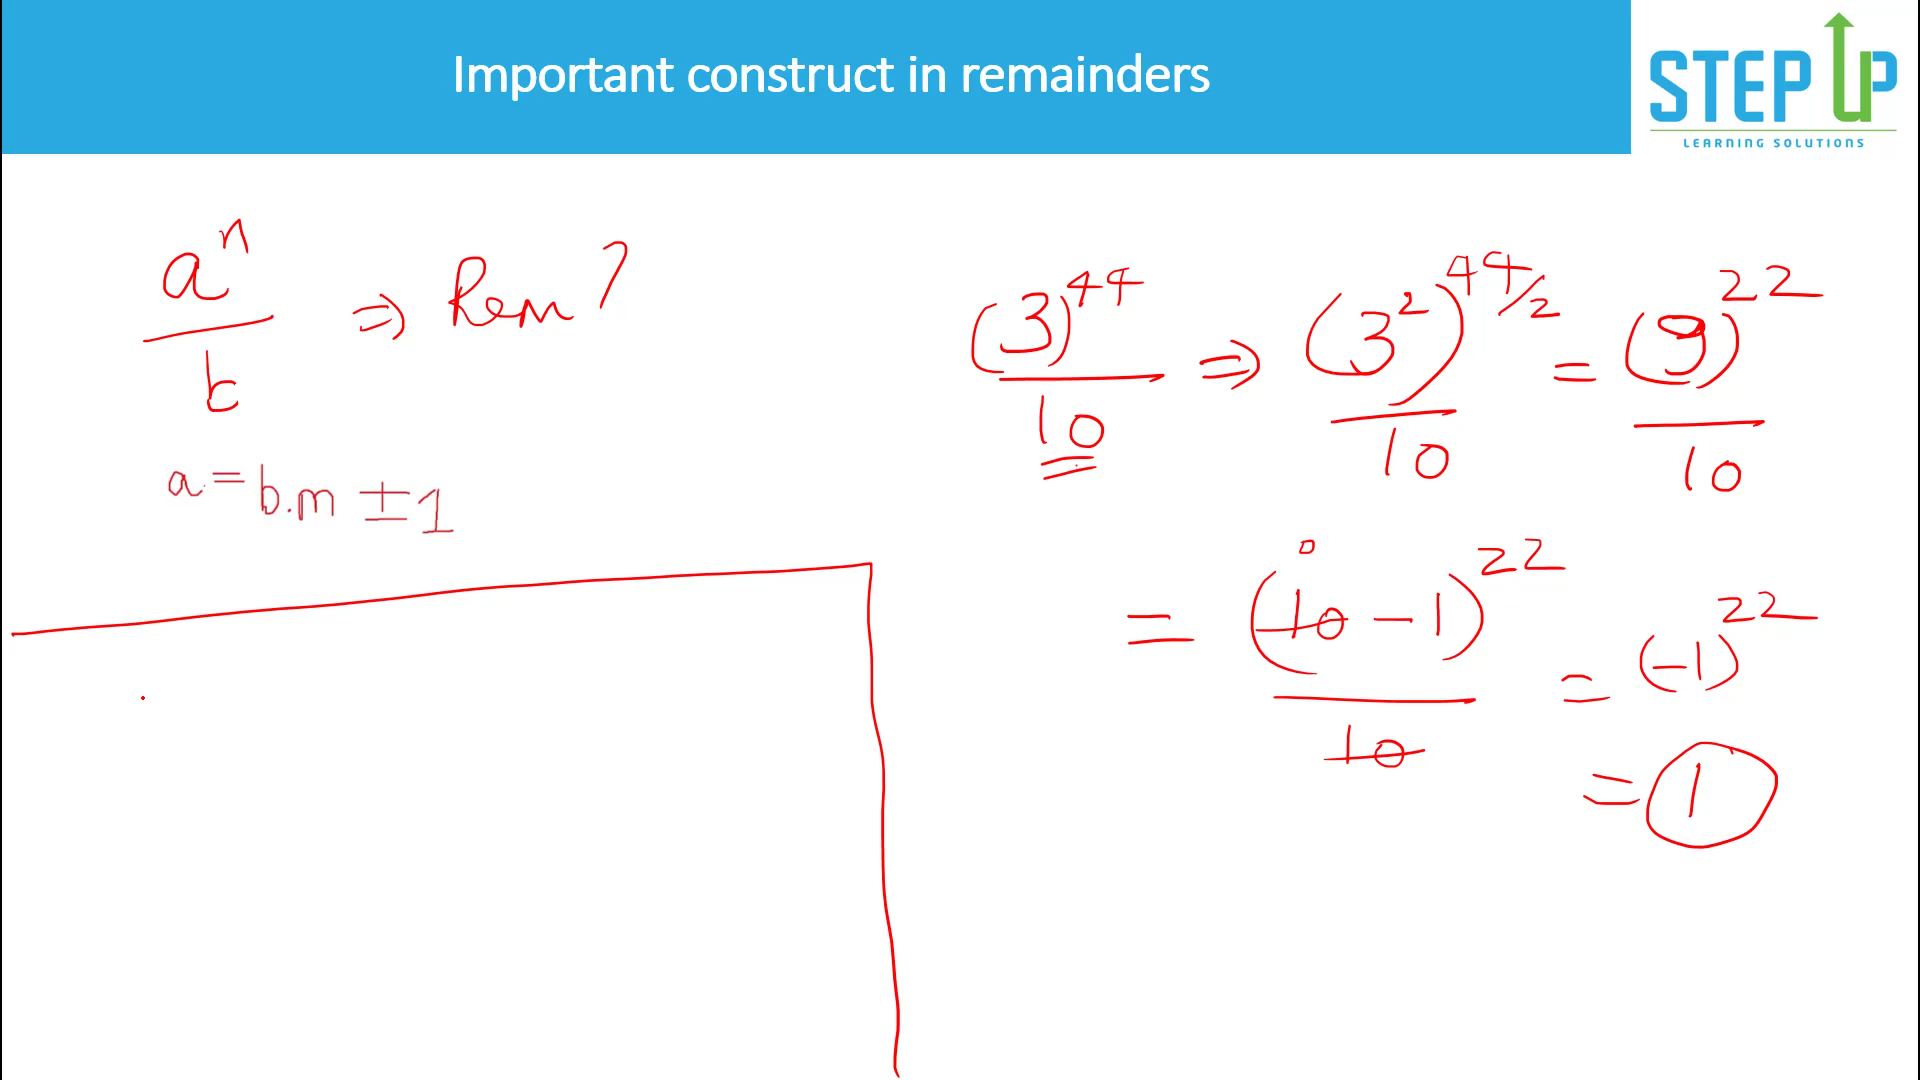 Important construct in remainders
STEP UP
LEARNING SOLUTIONS
a^n / b ⇒ Rem ?
a = b.m ± 1
(3)^44 / 10 ⇒ (3^2)^44/2 / 10 = (9)^22 / 10
= (10 - 1)^22 / 10 = (-1)^22
0
= 1